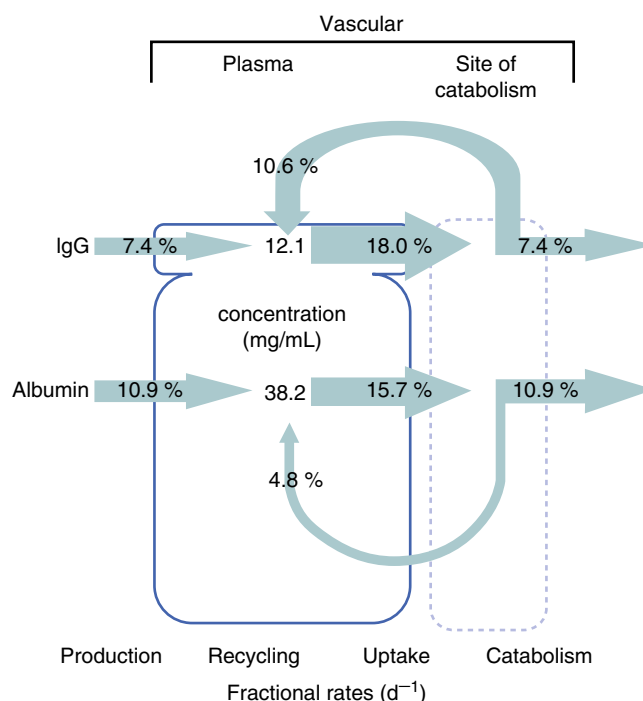 Vascular
Plasma
Site of
catabolism
10.6 %
IgG
7.4 %
12.1
18.0 %
7.4 %
concentration
(mg/mL)
Albumin
10.9 %
38.2
15.7 %
10.9 %
4.8 %
Production
Recycling
Uptake
Catabolism
Fractional rates (d⁻¹)